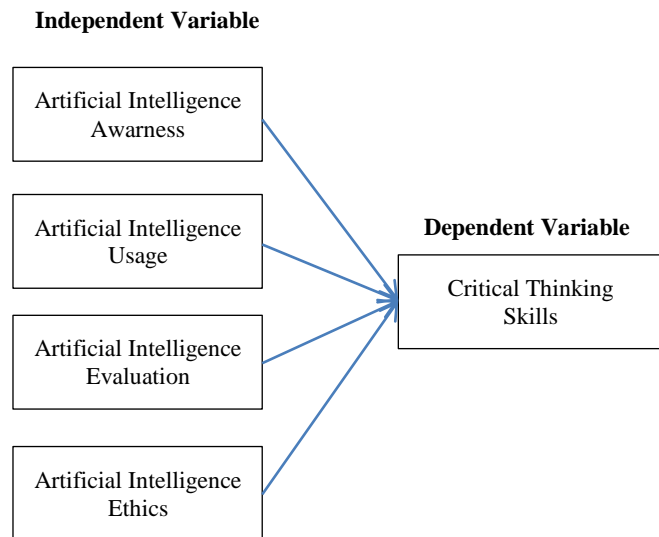 Independent Variable
Artificial Intelligence
Awarness
Artificial Intelligence
Usage
Artificial Intelligence
Evaluation
Artificial Intelligence
Ethics
Dependent Variable
Critical Thinking
Skills